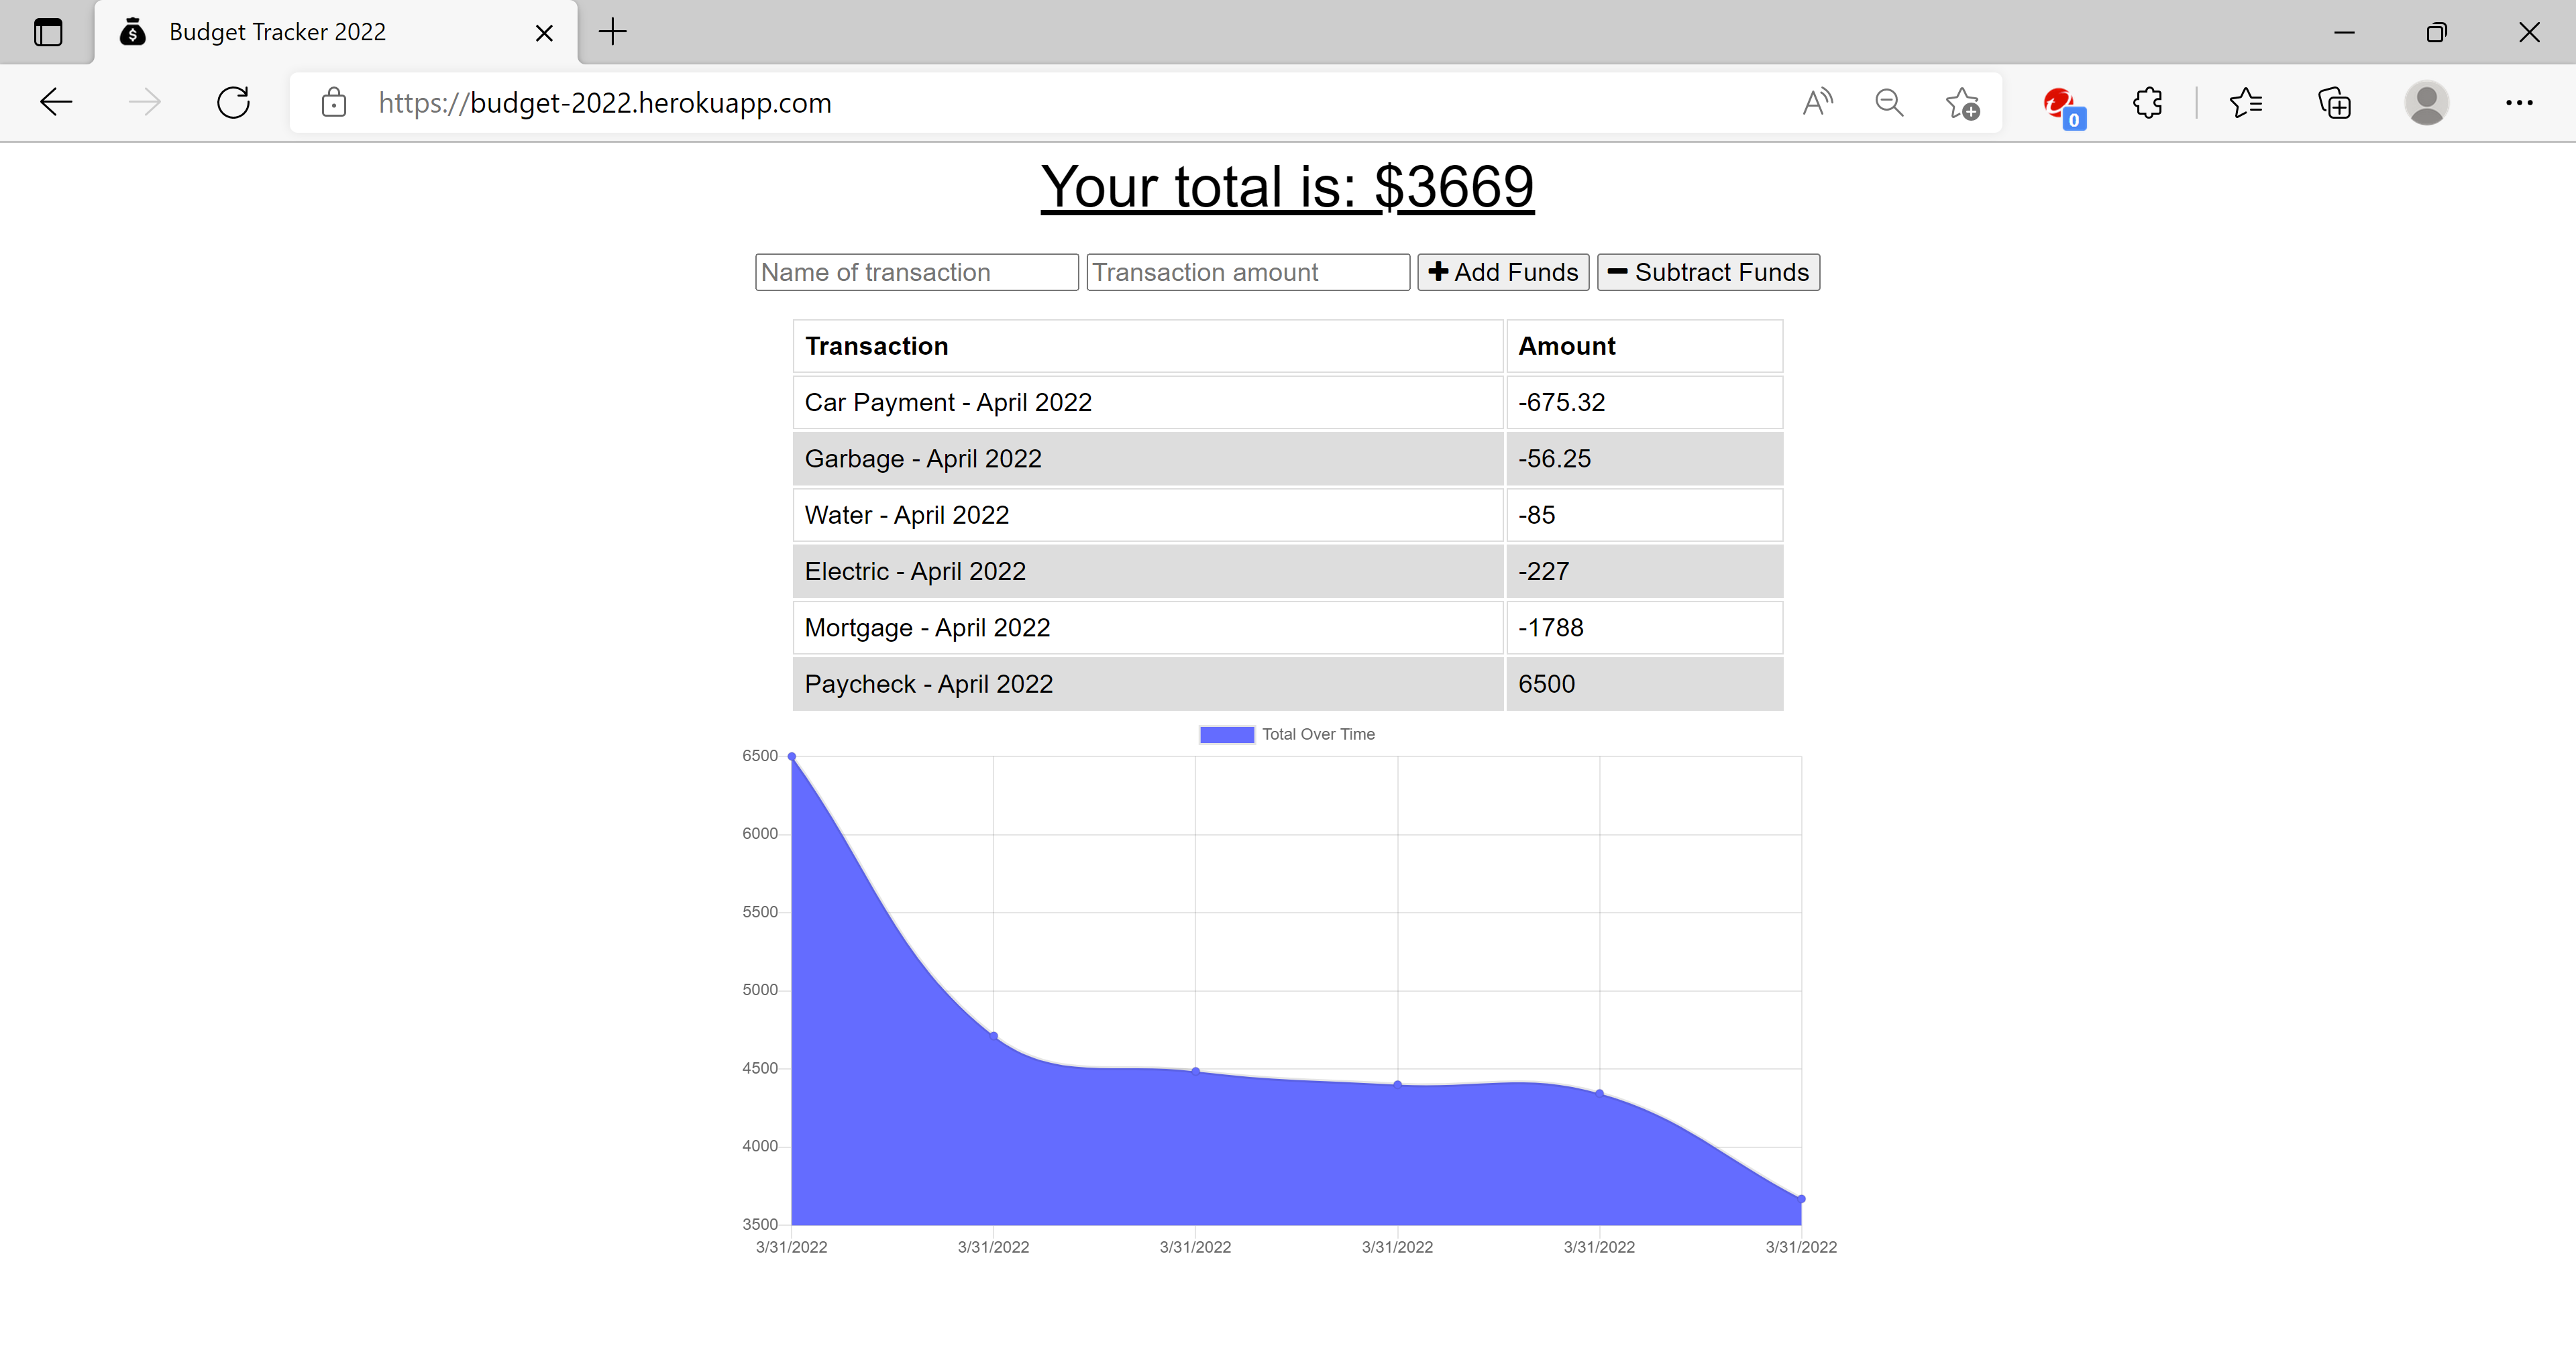 Budget Tracker 2022
https://budget-2022.herokuapp.com
0
Your total is: $3669
Name of transaction Transaction amount Add Funds Subtract Funds
Transaction Amount
Car Payment - April 2022 -675.32
Garbage - April 2022 -56.25
Water - April 2022 -85
Electric - April 2022 -227
Mortgage - April 2022 -1788
Paycheck - April 2022 6500
Total Over Time
6500
6000
5500
5000
4500
4000
3500
3/31/2022 3/31/2022 3/31/2022 3/31/2022 3/31/2022 3/31/2022